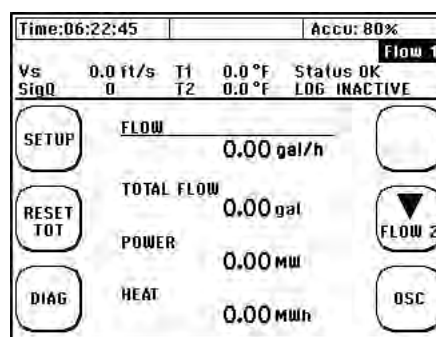 Time:06:22:45 Accu: 80%
Flow 1
Vs 0.0 ft/s T1 0.0 °F Status OK
SigQ 0 T2 0.0 °F LOG INACTIVE
SETUP
FLOW
0.00 gal/h
RESET TOT
TOTAL FLOW
0.00 gal
FLOW 2
POWER
0.00 MW
DIAG
HEAT
0.00 MWh
OSC